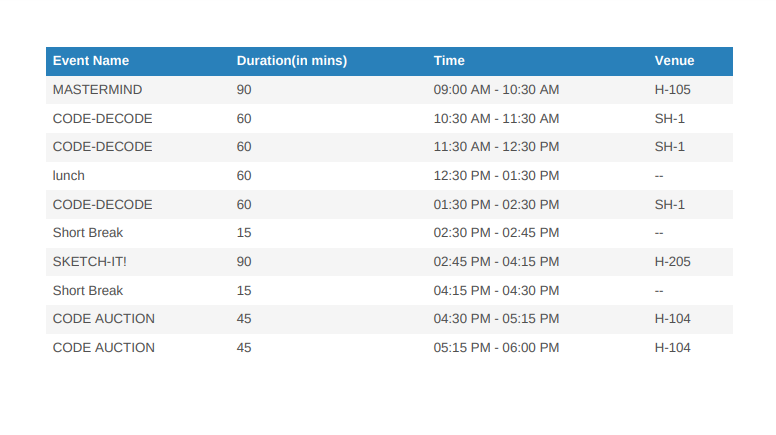 Event Name Duration(in mins) Time Venue
MASTERMIND 90 09:00 AM - 10:30 AM H-105
CODE-DECODE 60 10:30 AM - 11:30 AM SH-1
CODE-DECODE 60 11:30 AM - 12:30 PM SH-1
lunch 60 12:30 PM - 01:30 PM --
CODE-DECODE 60 01:30 PM - 02:30 PM SH-1
Short Break 15 02:30 PM - 02:45 PM --
SKETCH-IT! 90 02:45 PM - 04:15 PM H-205
Short Break 15 04:15 PM - 04:30 PM --
CODE AUCTION 45 04:30 PM - 05:15 PM H-104
CODE AUCTION 45 05:15 PM - 06:00 PM H-104